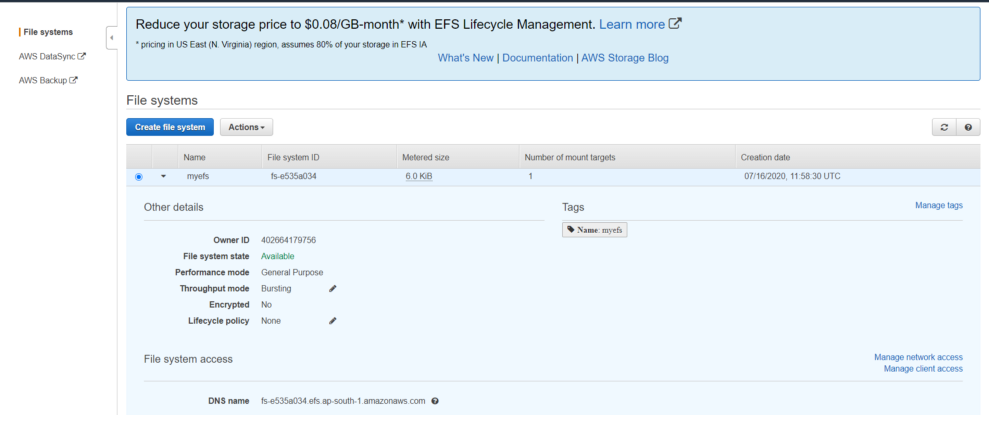 File systems
AWS DataSync
AWS Backup
Reduce your storage price to $0.08/GB-month* with EFS Lifecycle Management. Learn more
* pricing in US East (N. Virginia) region, assumes 80% of your storage in EFS IA
What's New | Documentation | AWS Storage Blog
File systems
Create file system Actions
Name File system ID Metered size Number of mount targets Creation date
myefs fs-e535a034 6.0 KiB 1 07/16/2020, 11:58:30 UTC
Other details
Owner ID 402664179756
File system state Available
Performance mode General Purpose
Throughput mode Bursting
Encrypted No
Lifecycle policy None
Tags Manage tags
Name: myefs
File system access
Manage network access
Manage client access
DNS name fs-e535a034.efs.ap-south-1.amazonaws.com